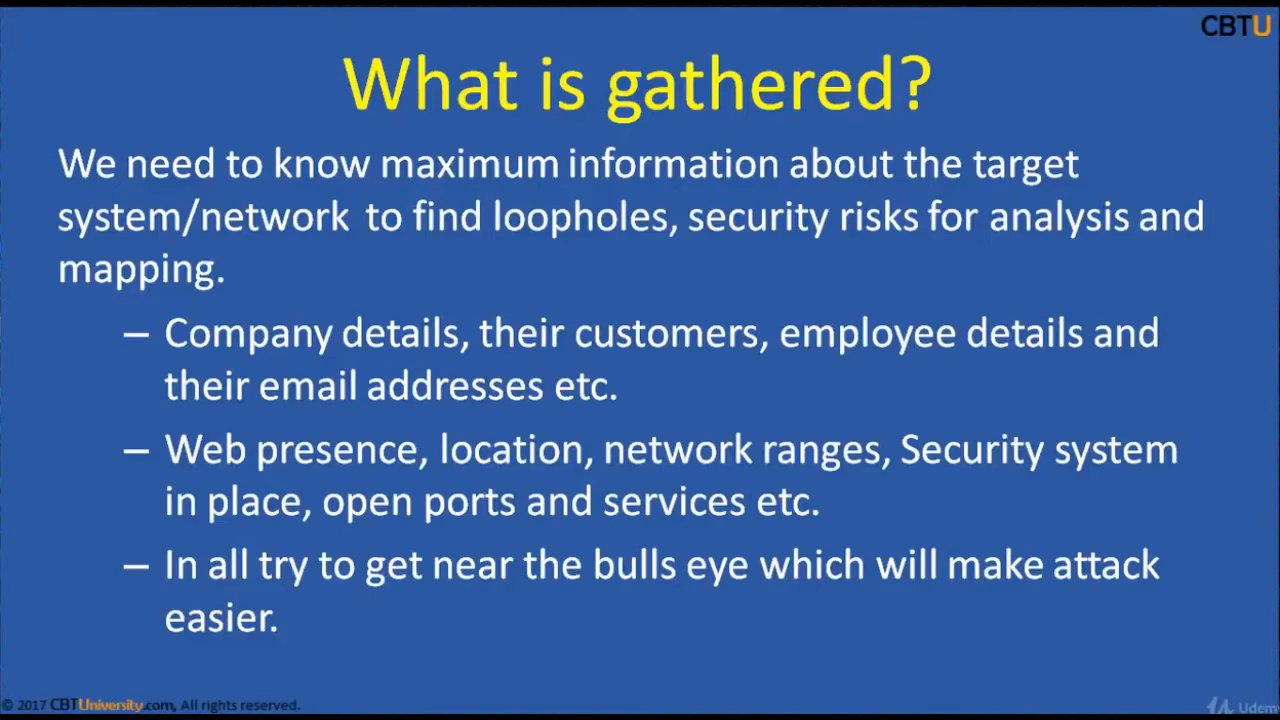 CBTU
What is gathered?
We need to know maximum information about the target
system/network to find loopholes, security risks for analysis and
mapping.
– Company details, their customers, employee details and
their email addresses etc.
– Web presence, location, network ranges, Security system
in place, open ports and services etc.
– In all try to get near the bulls eye which will make attack
easier.
© 2017 CBTUniversity.com, All rights reserved.